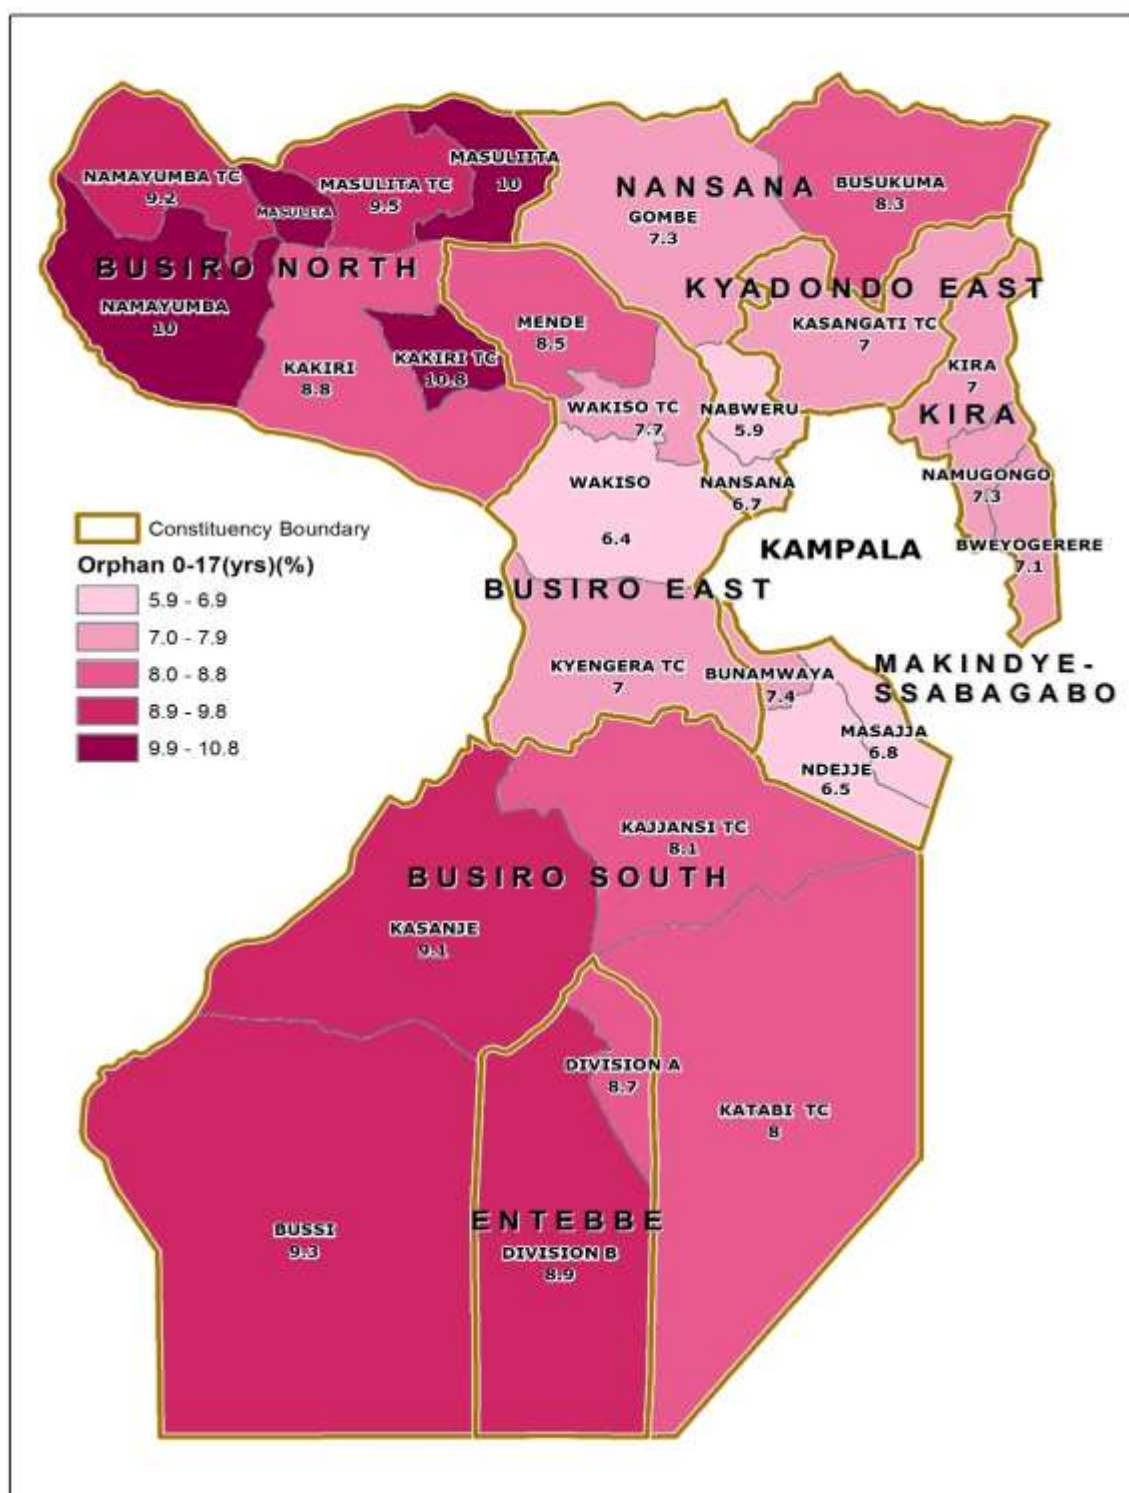 NAMAYUMBA TC
9.2
MASULITA
MASULITA TC
9.5
MASULIITA
10
NANSANA
GOMBE
7.3
BUSUKUMA
8.3
BUSIRO NORTH
NAMAYUMBA
10
KAKIRI
8.8
KAKIRI TC
10.8
MENDE
8.5
KYADONDO EAST
KASANGATI TC
7
KIRA
7
KIRA
WAKISO TC
7.7
NABWERU
5.9
WAKISO
6.4
NANSANA
6.7
NAMUGONGO
7.3
BWEYOGERERE
7.1
KAMPALA
Constituency Boundary
Orphan 0-17(yrs)(%)
5.9 - 6.9
7.0 - 7.9
8.0 - 8.8
8.9 - 9.8
9.9 - 10.8
BUSIRO EAST
KYENGERA TC
7
BUNAMWAYA
7.4
MAKINDYE-
SSABAGABO
MASAJJA
6.8
NDEJJE
6.5
KAJJANSI TC
8.1
BUSIRO SOUTH
KASANJE
9.1
DIVISION A
8.7
KATABI TC
8
BUSSI
9.3
ENTEBBE
DIVISION B
8.9